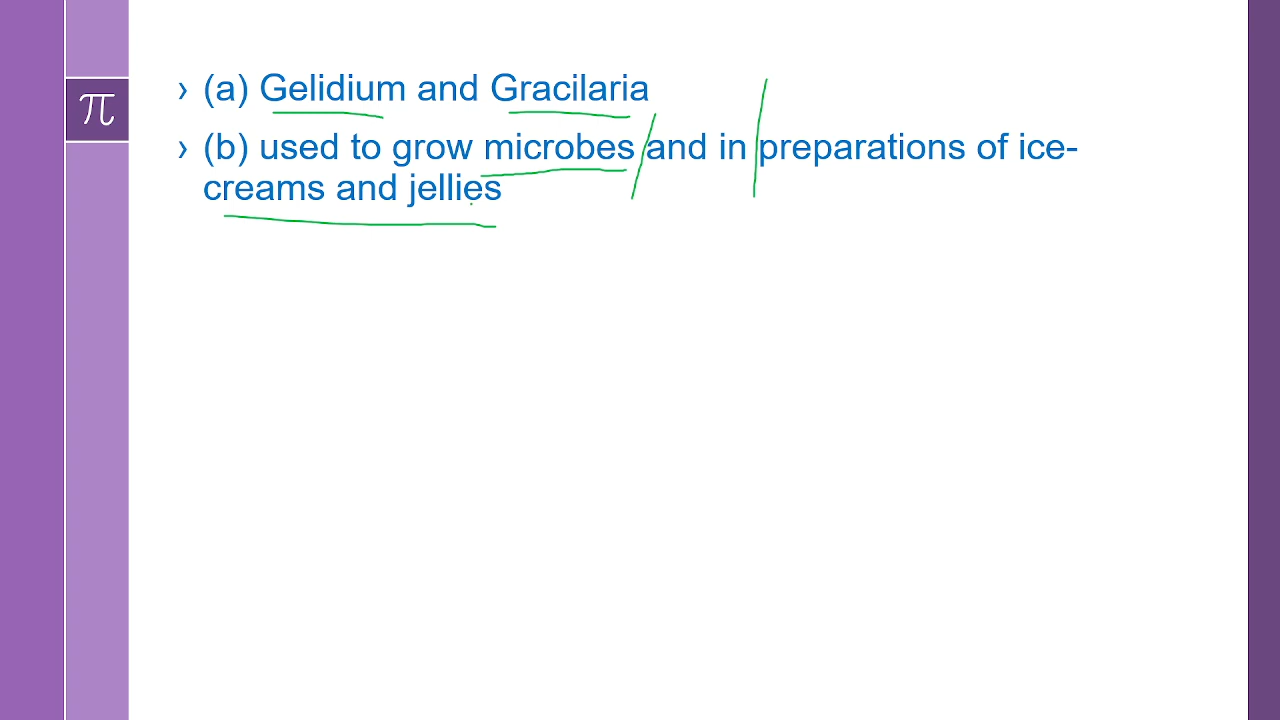 π
› (a) Gelidium and Gracilaria
› (b) used to grow microbes and in preparations of ice-
creams and jellies